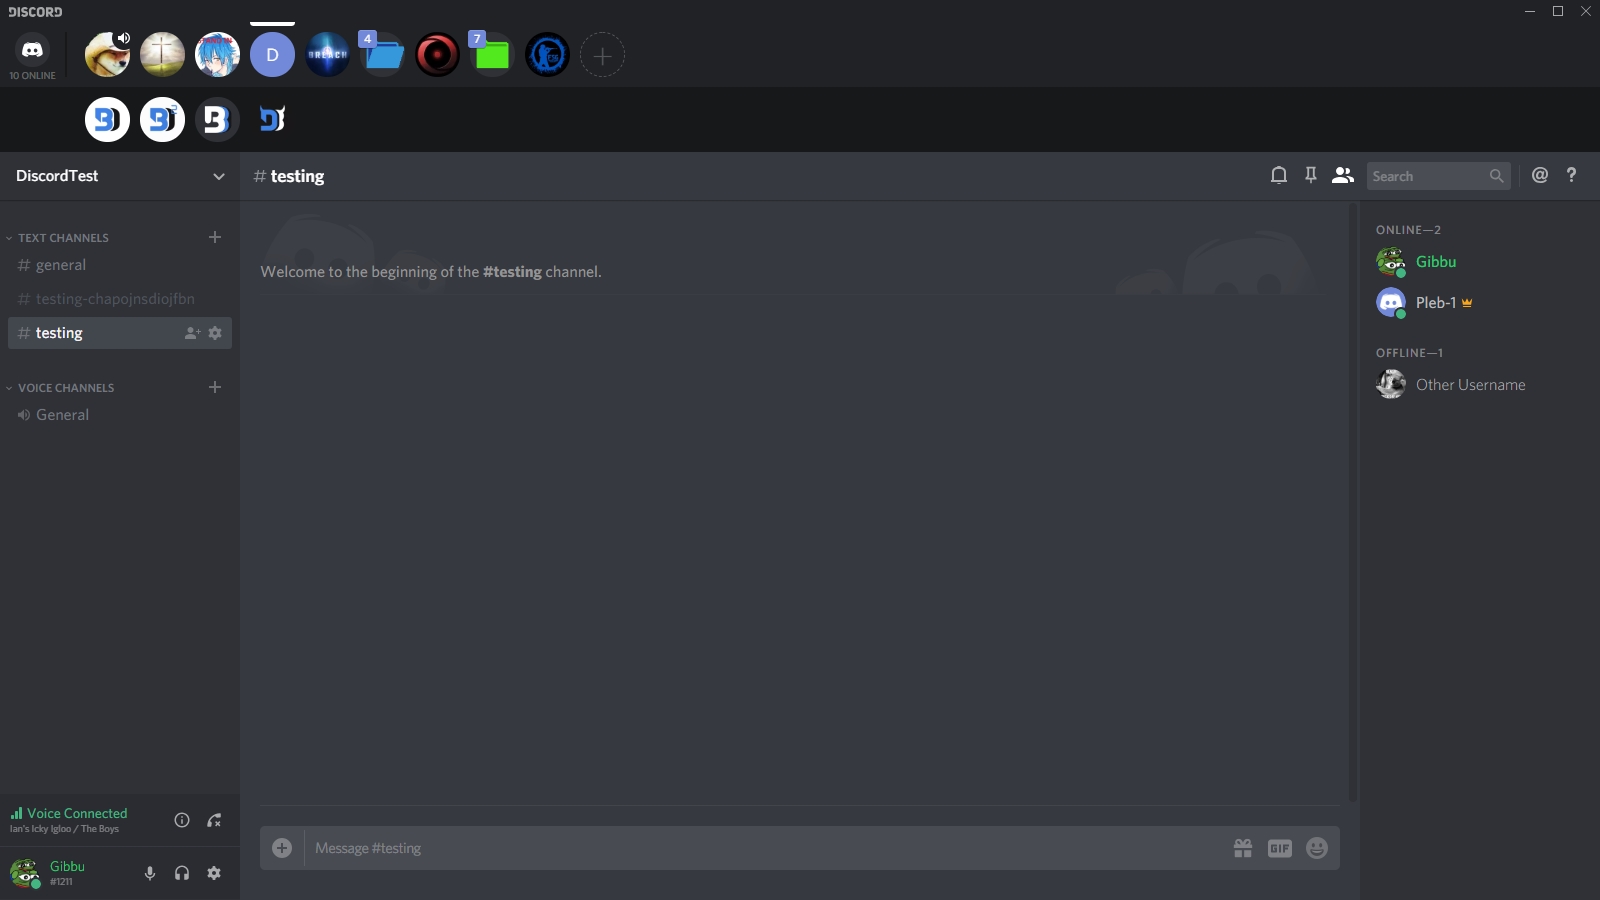 DISCORD
10 ONLINE
D
BREACH
4
7
DiscordTest
# testing
Search
@ ?
TEXT CHANNELS
# general
# testing-chapojnsdiojfbn
# testing
VOICE CHANNELS
General
Welcome to the beginning of the #testing channel.
ONLINE—2
Gibbu
Pleb-1
OFFLINE—1
Other Username
Voice Connected
Ian's Icky Igloo / The Boys
Gibbu
#1211
Message #testing
GIF